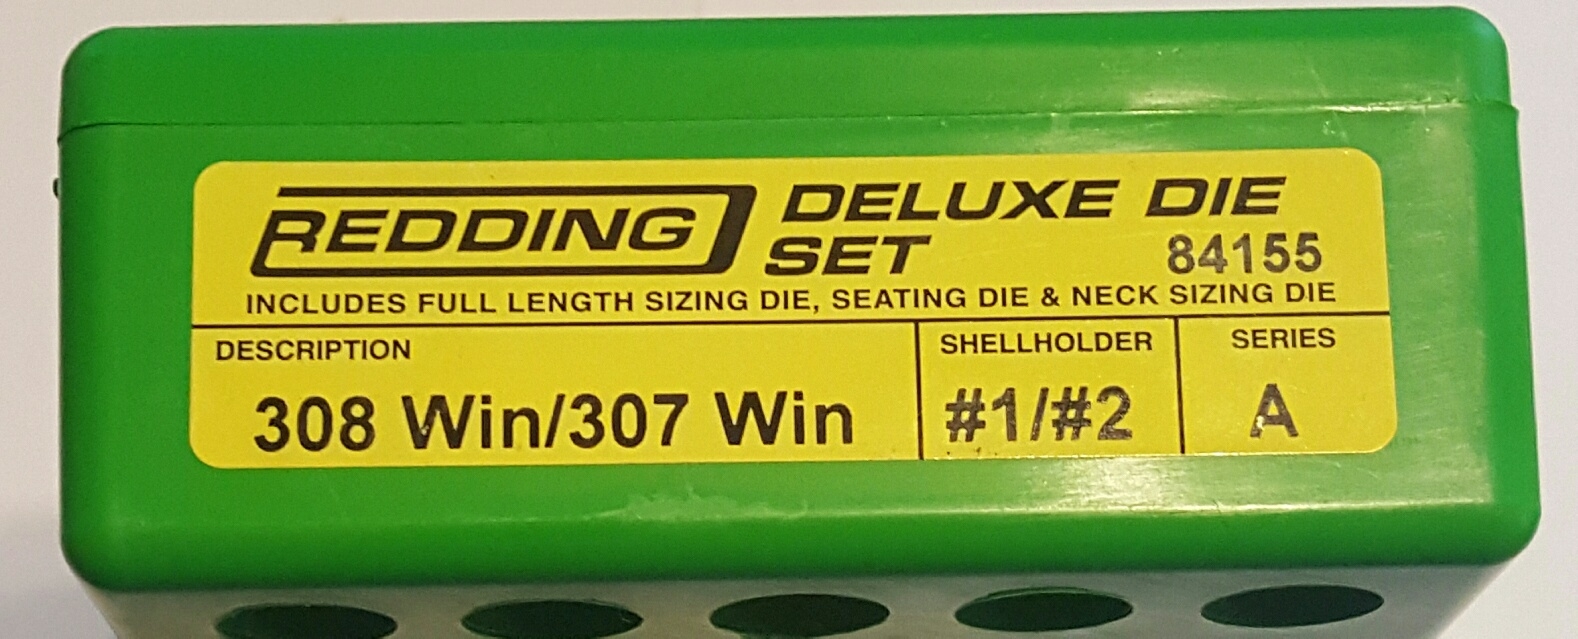 REDDING DELUXE DIE
SET 84155
INCLUDES FULL LENGTH SIZING DIE, SEATING DIE & NECK SIZING DIE
DESCRIPTION SHELLHOLDER SERIES
308 Win/307 Win #1/#2 A